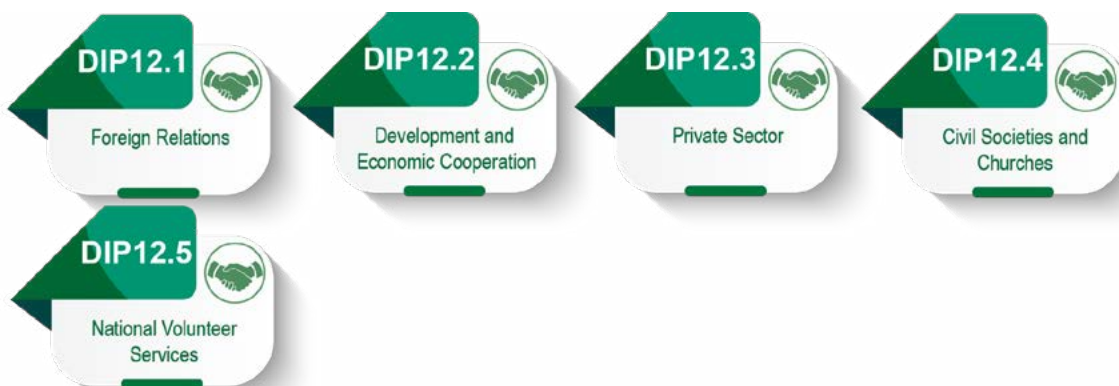 DIP12.1
Foreign Relations
DIP12.2
Development and
Economic Cooperation
DIP12.3
Private Sector
DIP12.4
Civil Societies and
Churches
DIP12.5
National Volunteer
Services